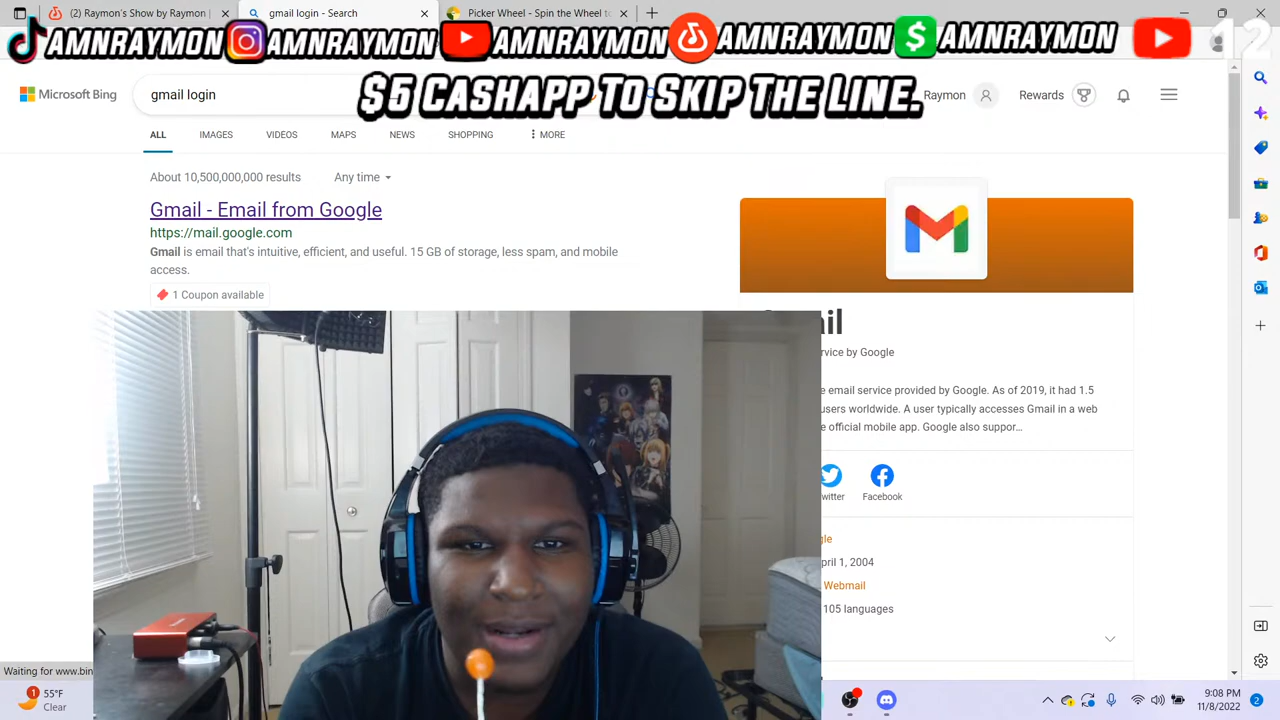 (2) Raymon's Show - YouTube
gmail login - Search
Picker Wheel - Spin the Wheel to
AMNRAYMON AMNRAYMON AMNRAYMON AMNRAYMON AMNRAYMON
$5 CASHAPP TO SKIP THE LINE.
Microsoft Bing
gmail login
Raymon
Rewards
ALL
IMAGES
VIDEOS
MAPS
NEWS
SHOPPING
MORE
About 10,500,000,000 results
Any time
Gmail - Email from Google
https://mail.google.com
Gmail is email that's intuitive, efficient, and useful. 15 GB of storage, less spam, and mobile
access.
1 Coupon available
il
rvice by Google
e email service provided by Google. As of 2019, it had 1.5
users worldwide. A user typically accesses Gmail in a web
e official mobile app. Google also suppor…
witter
Facebook
gle
pril 1, 2004
Webmail
105 languages
Waiting for www.bin
1
55°F
Clear
9:08 PM
11/8/2022
2